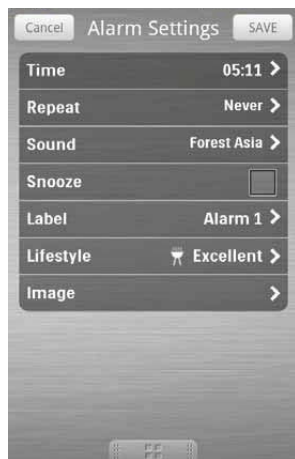 Cancel Alarm Settings SAVE
Time 05:11
Repeat Never
Sound Forest Asia
Snooze
Label Alarm 1
Lifestyle Excellent
Image